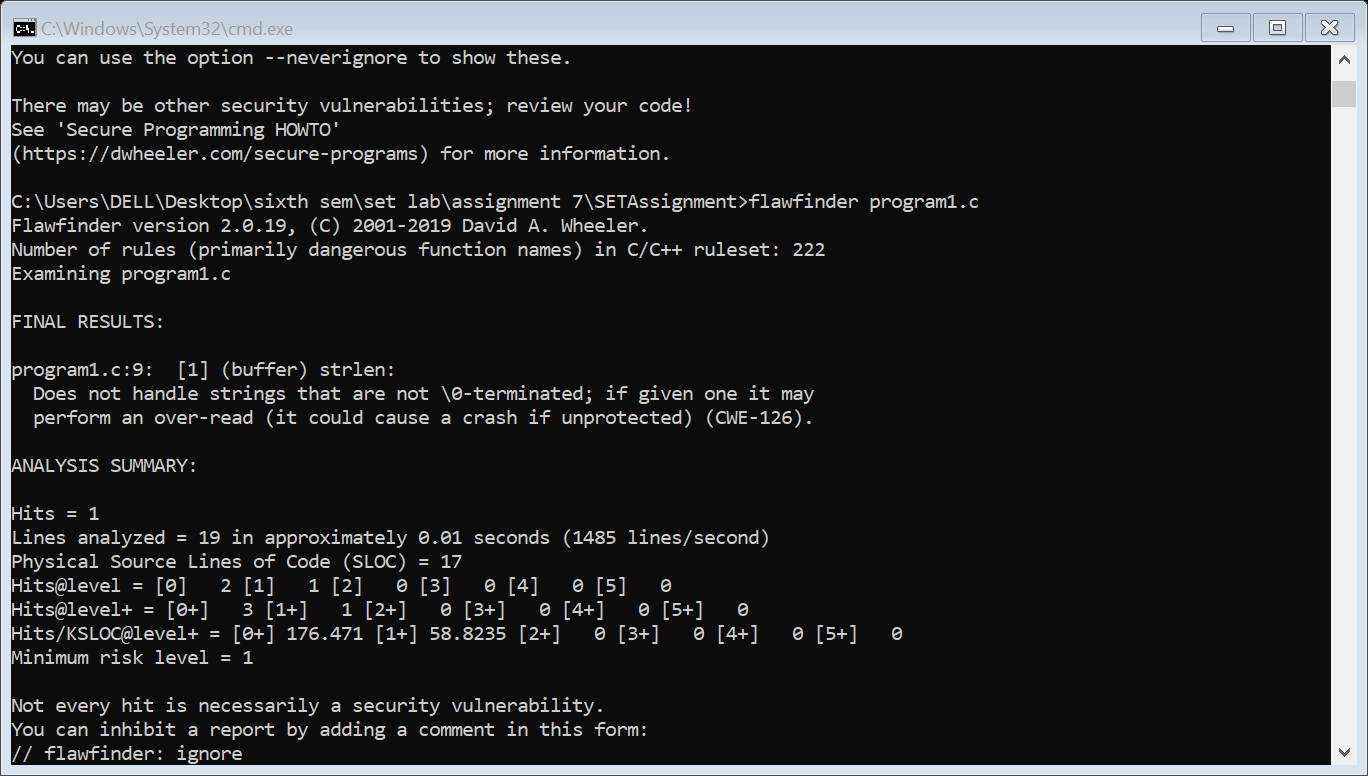 C:\Windows\System32\cmd.exe
You can use the option --neverignore to show these.
There may be other security vulnerabilities; review your code!
See 'Secure Programming HOWTO'
(https://dwheeler.com/secure-programs) for more information.
C:\Users\DELL\Desktop\sixth sem\set lab\assignment 7\SETAssignment>flawfinder program1.c
Flawfinder version 2.0.19, (C) 2001-2019 David A. Wheeler.
Number of rules (primarily dangerous function names) in C/C++ ruleset: 222
Examining program1.c
FINAL RESULTS:
program1.c:9:  [1] (buffer) strlen:
  Does not handle strings that are not \0-terminated; if given one it may
  perform an over-read (it could cause a crash if unprotected) (CWE-126).
ANALYSIS SUMMARY:
Hits = 1
Lines analyzed = 19 in approximately 0.01 seconds (1485 lines/second)
Physical Source Lines of Code (SLOC) = 17
Hits@level = [0]   2 [1]   1 [2]   0 [3]   0 [4]   0 [5]   0
Hits@level+ = [0+]   3 [1+]   1 [2+]   0 [3+]   0 [4+]   0 [5+]   0
Hits/KSLOC@level+ = [0+] 176.471 [1+] 58.8235 [2+]   0 [3+]   0 [4+]   0 [5+]   0
Minimum risk level = 1
Not every hit is necessarily a security vulnerability.
You can inhibit a report by adding a comment in this form:
// flawfinder: ignore